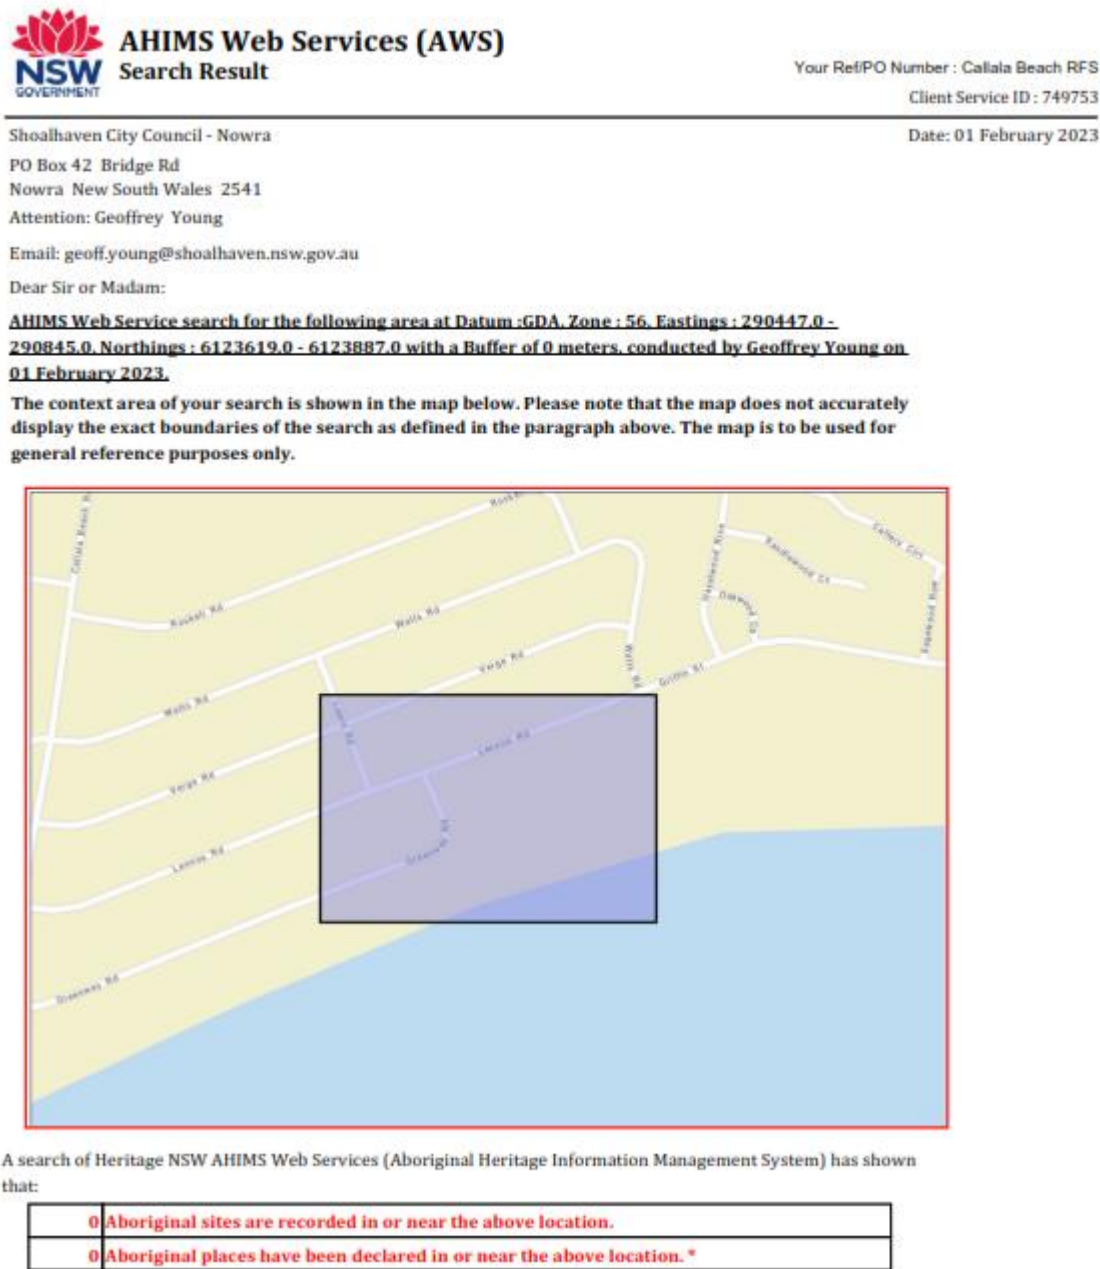 NSW
GOVERNMENT
AHIMS Web Services (AWS)
Search Result
Your Ref/PO Number : Callala Beach RFS
Client Service ID : 749753
Shoalhaven City Council - Nowra
Date: 01 February 2023
PO Box 42 Bridge Rd
Nowra New South Wales 2541
Attention: Geoffrey Young
Email: geoff.young@shoalhaven.nsw.gov.au
Dear Sir or Madam:
AHIMS Web Service search for the following area at Datum :GDA, Zone : 56, Eastings : 290447.0 -
290845.0, Northings : 6123619.0 - 6123887.0 with a Buffer of 0 meters, conducted by Geoffrey Young on
01 February 2023.
The context area of your search is shown in the map below. Please note that the map does not accurately
display the exact boundaries of the search as defined in the paragraph above. The map is to be used for
general reference purposes only.
Callala Beach
Griffin St
Walls Rd
Verge Rd
Walls Rd
Walls Rd
Verge Rd
Lennox Rd
Greenway Rd
A search of Heritage NSW AHIMS Web Services (Aboriginal Heritage Information Management System) has shown
that:
0 Aboriginal sites are recorded in or near the above location.
0 Aboriginal places have been declared in or near the above location. *